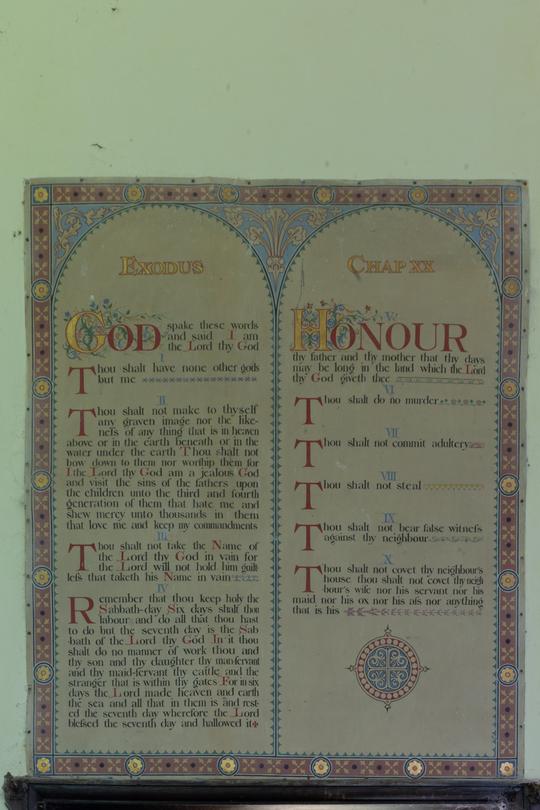 EXODUS
GOD spake these words
and said I am
the Lord thy God
I
Thou shalt have none other gods
but me
II
Thou shalt not make to thyself
any graven image nor the like-
neſs of any thing that is in heaven
above or in the earth beneath or in the
water under the earth Thou shalt not
bow down to them nor worſhip them for
I the Lord thy God am a jealous God
and visit the sins of the fathers upon
the children unto the third and fourth
generation of them that hate me and
shew mercy unto thousands in them
that love me and keep my commandments
III
Thou shalt not take the Name of
the Lord thy God in vain for
the Lord will not hold him guilt
leſs that taketh his Name in vain
IV
Remember that thou keep holy the
Sabbath-day Six days shalt thou
labour and do all that thou hast
to do but the seventh day is the Sab
-bath of the Lord thy God In it thou
shalt do no manner of work thou and
thy son and thy daughter thy man-ſervant
and thy maid-ſervant thy cattle and the
stranger that is within thy gates For in six
days the Lord made heaven and earth
the sea and all that in them is and rest-
ed the seventh day wherefore the Lord
bleſsed the seventh day and hallowed it
CHAP XX
V
HONOUR
thy father and thy mother that thy days
may be long in the land which the Lord
thy God giveth thee
VI
Thou shalt do no murder
VII
Thou shalt not commit adultery
VIII
Thou shalt not steal
IX
Thou shalt not bear false witneſs
against thy neighbour
X
Thou shalt not covet thy neighbour's
house thou shalt not covet thy neigh
bour's wife nor his servant nor his
maid nor his ox nor his aſs nor anything
that is his